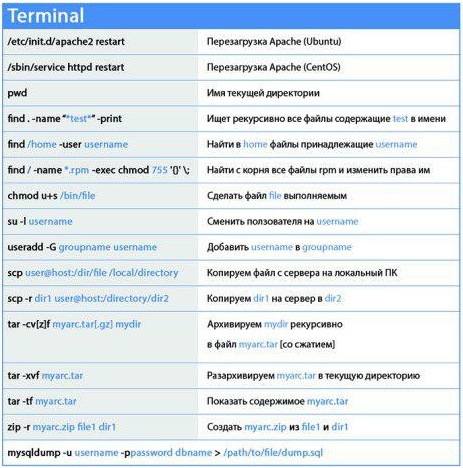 Terminal
/etc/init.d/apache2 restart Перезагрузка Apache (Ubuntu)
/sbin/service httpd restart Перезагрузка Apache (CentOS)
pwd Имя текущей директории
find . -name "*test*" -print Ищет рекурсивно все файлы содержащие test в имени
find /home -user username Найти в home файлы принадлежащие username
find / -name *.rpm -exec chmod 755 '{}' \; Найти с корня все файлы rpm и изменить права им
chmod u+s /bin/file Сделать файл file выполняемым
su -l username Сменить ползователя на username
useradd -G groupname username Добавить username в groupname
scp user@host:/dir/file /local/directory Копируем файл с сервера на локальный ПК
scp -r dir1 user@host:/directory/dir2 Копируем dir1 на сервер в dir2
tar -cv[z]f myarc.tar[.gz] mydir Архивируем mydir рекурсивно
в файл myarc.tar [со сжатием]
tar -xvf myarc.tar Разархивируем myarc.tar в текущую директорию
tar -tf myarc.tar Показать содержимое myarc.tar
zip -r myarc.zip file1 dir1 Создать myarc.zip из file1 и dir1
mysqldump -u username -ppassword dbname > /path/to/file/dump.sql